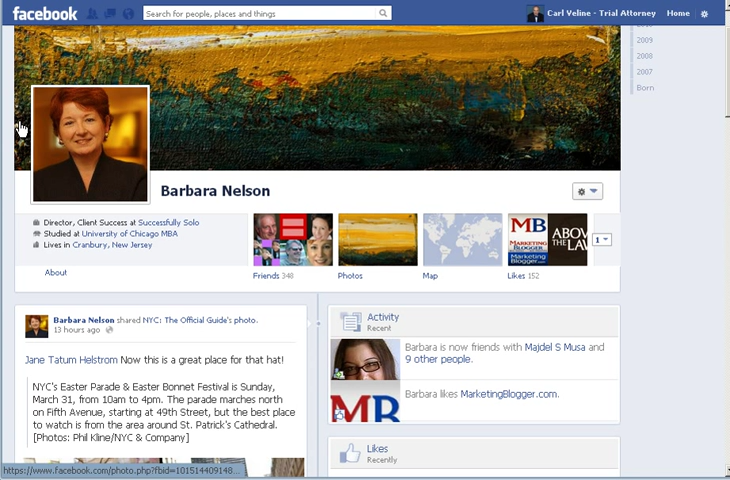 facebook
Search for people, places and things
Carl Veline - Trial Attorney
Home
2009
2008
2007
Born
Barbara Nelson
Director, Client Success at Successfully Solo
Studied at University of Chicago MBA
Lives in Cranbury, New Jersey
About
MB
MARKETING
BLOGGER
Marketing
Blogger.com
ABOVE
THE LAW
1
Friends 348
Photos
Map
Likes 152
Barbara Nelson shared NYC: The Official Guide's photo.
13 hours ago
Jane Tatum Helstrom Now this is a great place for that hat!
NYC's Easter Parade & Easter Bonnet Festival is Sunday,
March 31, from 10am to 4pm. The parade marches north
on Fifth Avenue, starting at 49th Street, but the best place
to watch is from the area around St. Patrick's Cathedral.
[Photos: Phil Kline/NYC & Company]
Activity
Recent
Barbara is now friends with Majdel S Musa and
9 other people.
MB
Barbara likes MarketingBlogger.com.
Likes
Recently
https://www.facebook.com/photo.php?fbid=101514409148...